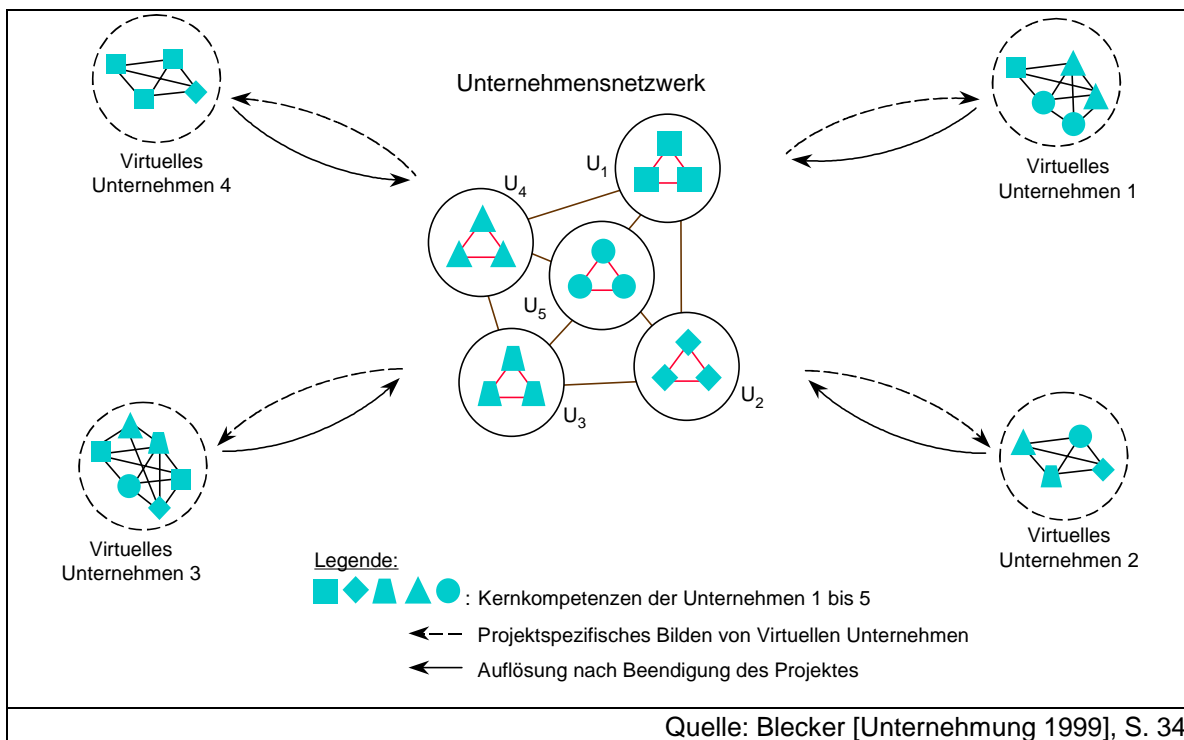 Unternehmensnetzwerk
Virtuelles
Unternehmen 4
Virtuelles
Unternehmen 1
U1
U4
U5
U3
U2
Virtuelles
Unternehmen 3
Virtuelles
Unternehmen 2
Legende:
: Kernkompetenzen der Unternehmen 1 bis 5
Projektspezifisches Bilden von Virtuellen Unternehmen
Auflösung nach Beendigung des Projektes
Quelle: Blecker [Unternehmung 1999], S. 34